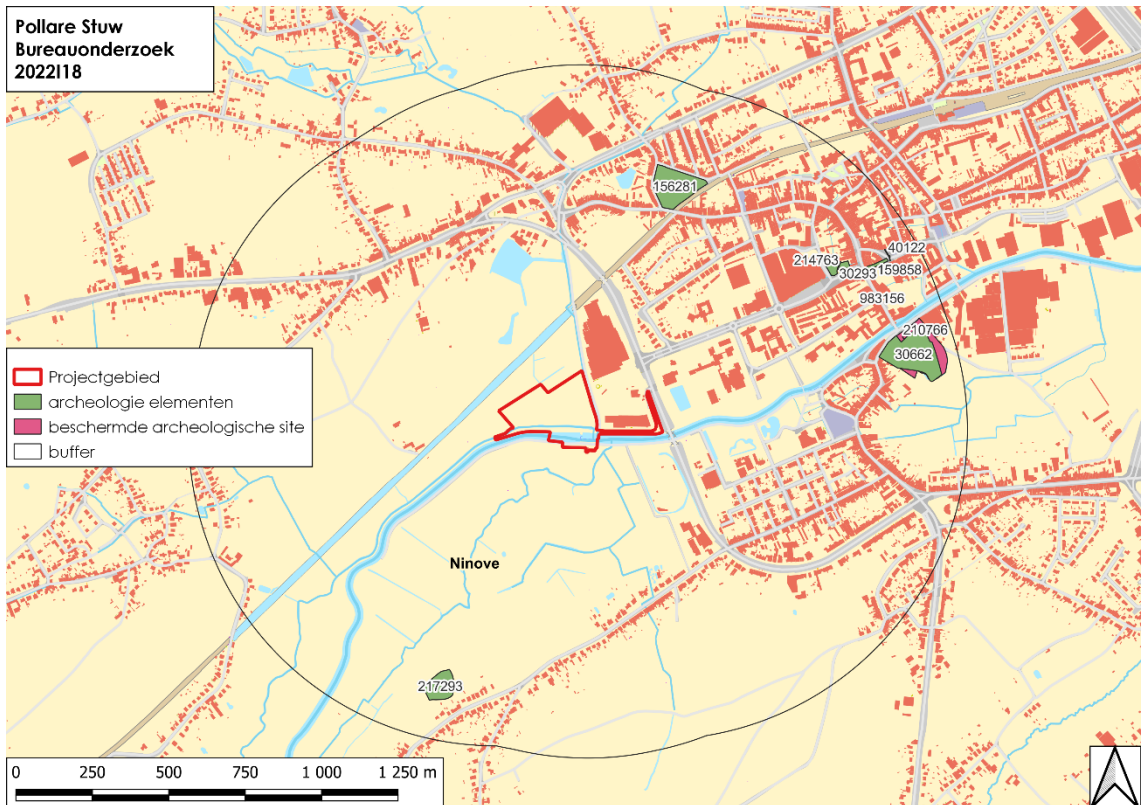 Pollare Stuw
Bureauonderzoek
2022I18
156281
40122
214763
30293
159858
983156
210766
30662
Projectgebied
archeologie elementen
beschermde archeologische site
buffer
Ninove
217293
0 250 500 750 1 000 1 250 m